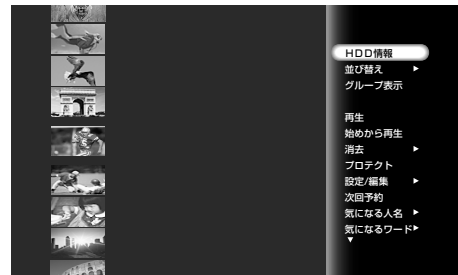 HDD情報
並び替え ▶
グループ表示
再生
始めから再生
消去 ▶
プロテクト
設定/編集 ▶
次回予約
気になる人名 ▶
気になるワード▶
▼